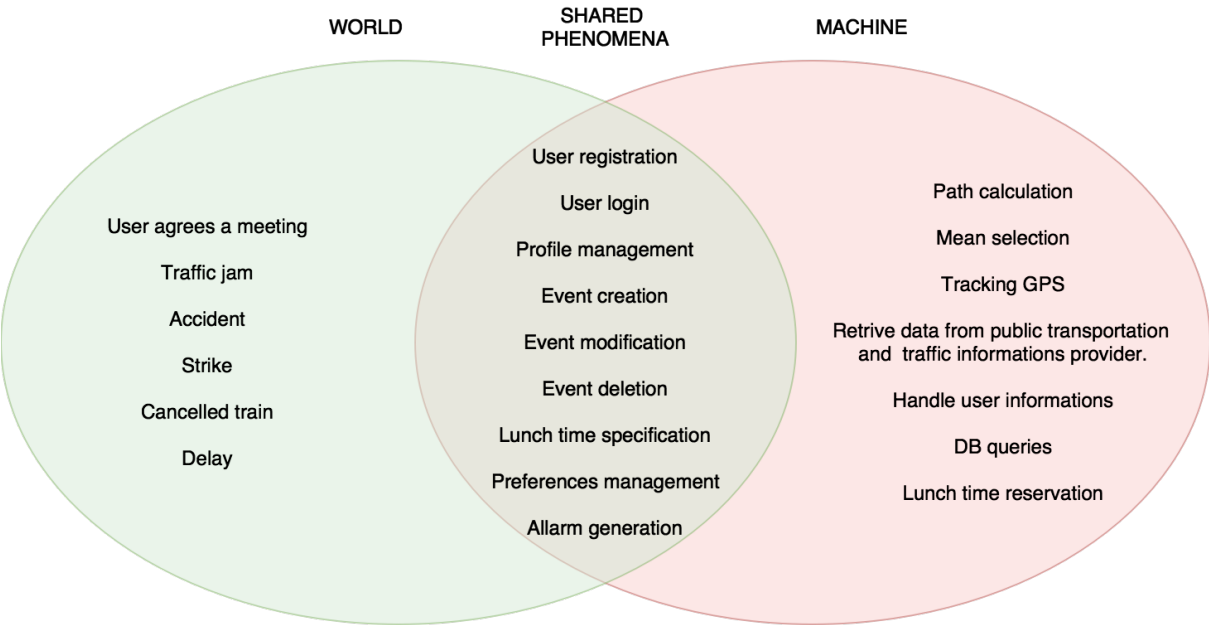 WORLD
SHARED
PHENOMENA
MACHINE
User agrees a meeting
Traffic jam
Accident
Strike
Cancelled train
Delay
User registration
User login
Profile management
Event creation
Event modification
Event deletion
Lunch time specification
Preferences management
Allarm generation
Path calculation
Mean selection
Tracking GPS
Retrive data from public transportation
and traffic informations provider.
Handle user informations
DB queries
Lunch time reservation